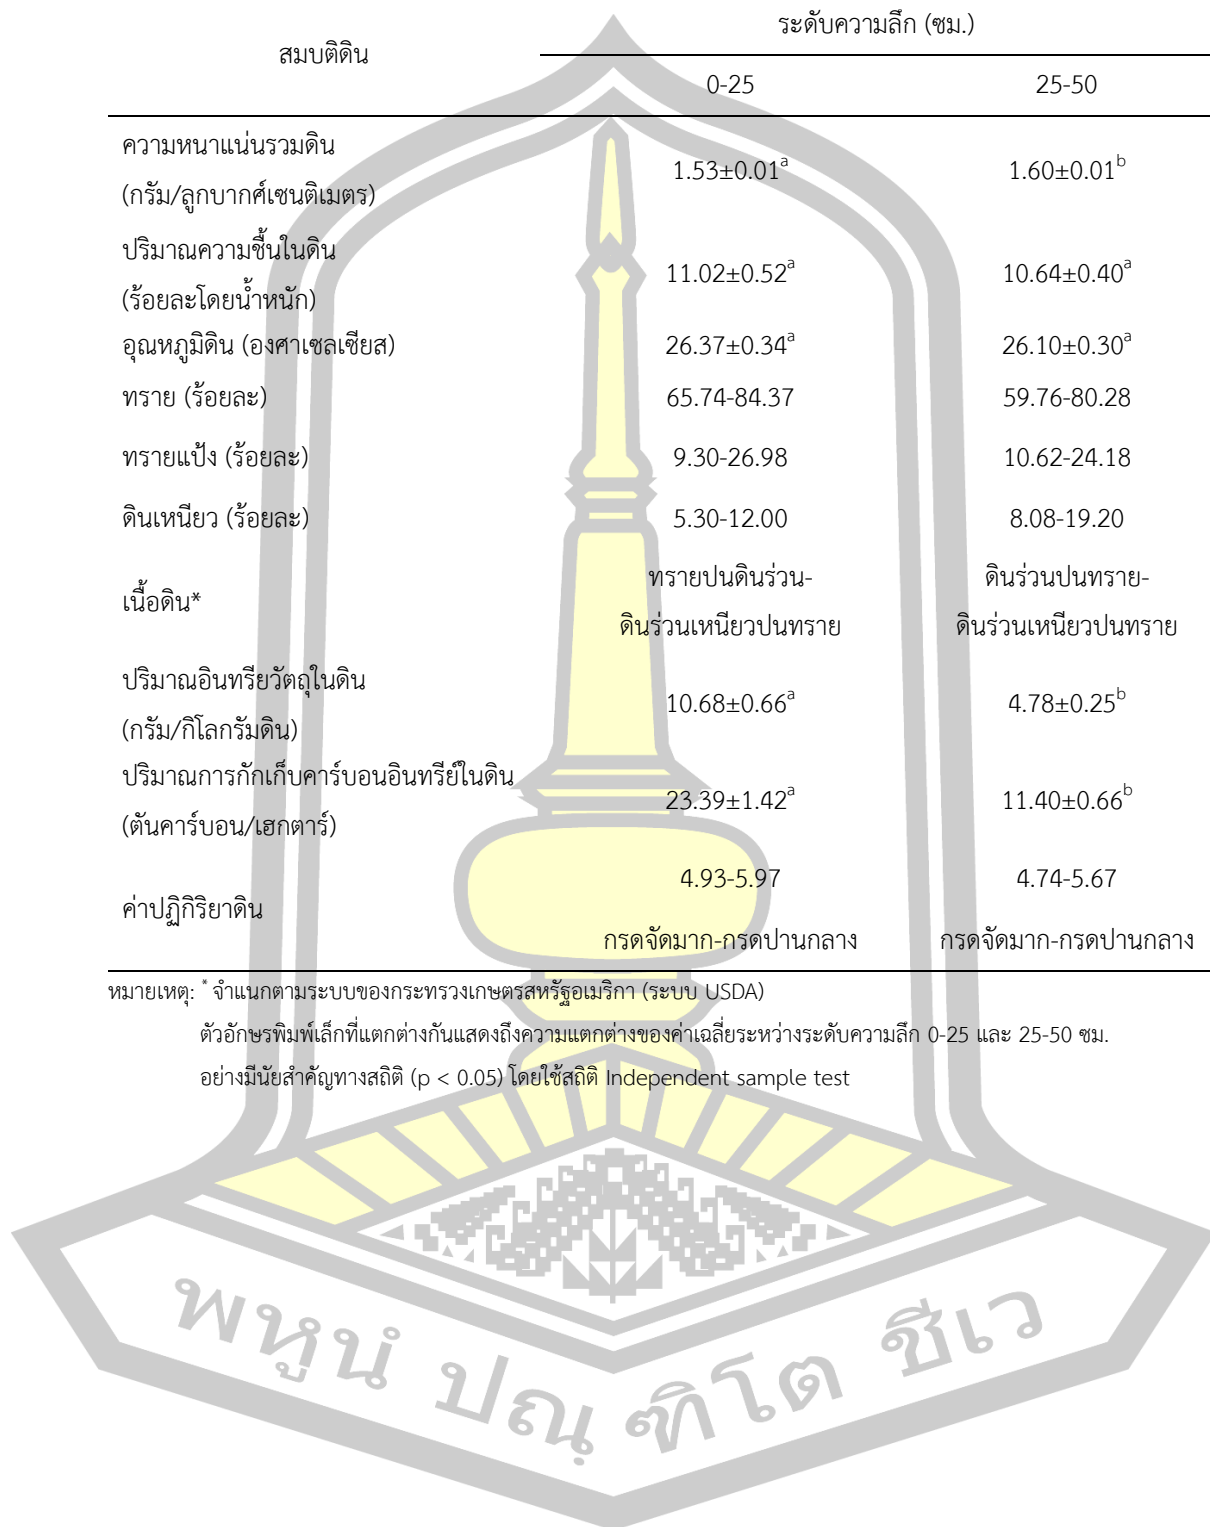 สมบติดิน
ระดับความลึก (ซม.)
0-25 25-50
ความหนาแน่นรวมดิน
(กรัม/ลูกบากศ์เซนติเมตร)
1.53±0.01a 1.60±0.01b
ปริมาณความชื้นในดิน
(ร้อยละโดยน้ำหนัก)
11.02±0.52a 10.64±0.40a
อุณหภูมิดิน (องศาเซลเซียส) 26.37±0.34a 26.10±0.30a
ทราย (ร้อยละ) 65.74-84.37 59.76-80.28
ทรายแป้ง (ร้อยละ) 9.30-26.98 10.62-24.18
ดินเหนียว (ร้อยละ) 5.30-12.00 8.08-19.20
เนื้อดิน*
ทรายปนดินร่วน- ดินร่วนปนทราย-
ดินร่วนเหนียวปนทราย ดินร่วนเหนียวปนทราย
ปริมาณอินทรียวัตถุในดิน
(กรัม/กิโลกรัมดิน)
10.68±0.66a 4.78±0.25b
ปริมาณการกักเก็บคาร์บอนอินทรีย์ในดิน
(ตันคาร์บอน/เฮกตาร์)
23.39±1.42a 11.40±0.66b
ค่าปฏิกิริยาดิน
4.93-5.97 4.74-5.67
กรดจัดมาก-กรดปานกลาง กรดจัดมาก-กรดปานกลาง
หมายเหตุ: * จำแนกตามระบบของกระทรวงเกษตรสหรัฐอเมริกา (ระบบ USDA)
ตัวอักษรพิมพ์เล็กที่แตกต่างกันแสดงถึงความแตกต่างของค่าเฉลี่ยระหว่างระดับความลึก 0-25 และ 25-50 ซม.
อย่างมีนัยสำคัญทางสถิติ (p < 0.05) โดยใช้สถิติ Independent sample test
พหูนํ ปณฺฑิโต ชีเว